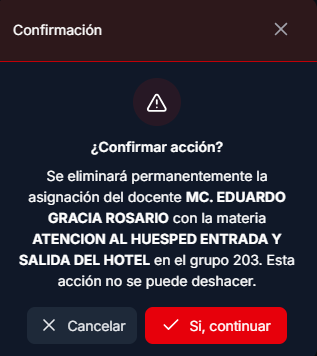 Confirmación
¿Confirmar acción?
Se eliminará permanentemente la
asignación del docente MC. EDUARDO
GRACIA ROSARIO con la materia
ATENCION AL HUESPED ENTRADA Y
SALIDA DEL HOTEL en el grupo 203. Esta
acción no se puede deshacer.
Cancelar
Si, continuar